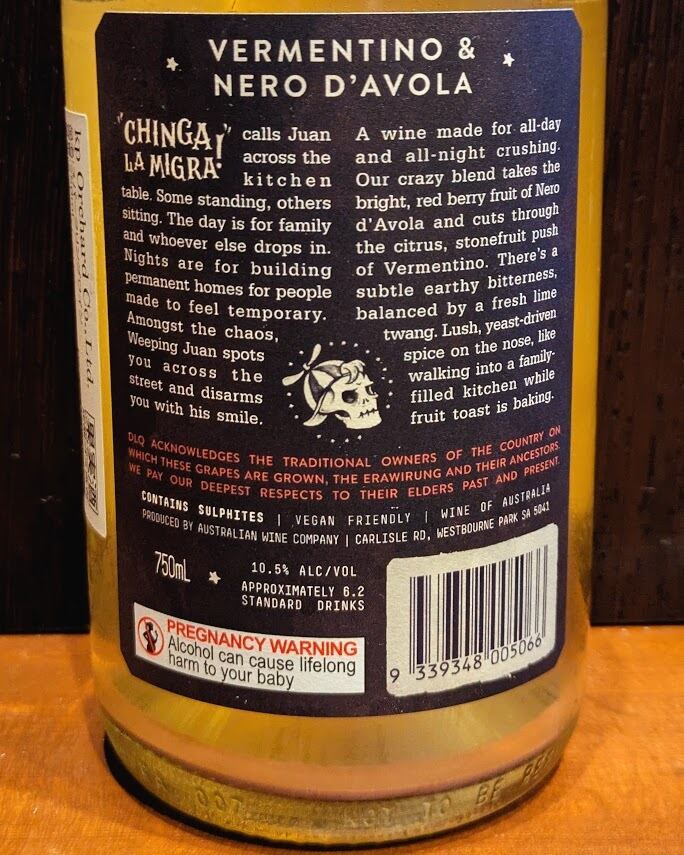 VERMENTINO &
NERO D'AVOLA
"CHINGA LA MIGRA!" calls Juan
across the
kitchen
table. Some standing, others
sitting. The day is for family
and whoever else drops in.
Nights are for building
permanent homes for people
made to feel temporary.
Amongst the chaos,
Weeping Juan spots
you across the
street and disarms
you with his smile.
A wine made for all-day
and all-night crushing.
Our crazy blend takes the
bright, red berry fruit of Nero
d'Avola and cuts through
the citrus, stonefruit push
of Vermentino. There's a
subtle earthy bitterness,
balanced by a fresh lime
twang. Lush, yeast-driven
spice on the nose, like
walking into a family-
filled kitchen while
fruit toast is baking.
DLQ ACKNOWLEDGES THE TRADITIONAL OWNERS OF THE COUNTRY ON
WHICH THESE GRAPES ARE GROWN, THE ERAWIRUNG AND THEIR ANCESTORS.
WE PAY OUR DEEPEST RESPECTS TO THEIR ELDERS PAST AND PRESENT.
CONTAINS SULPHITES | VEGAN FRIENDLY | WINE OF AUSTRALIA
PRODUCED BY AUSTRALIAN WINE COMPANY | CARLISLE RD, WESTBOURNE PARK SA 5041
750mL
10.5% ALC/VOL
APPROXIMATELY 6.2
STANDARD DRINKS
PREGNANCY WARNING
Alcohol can cause lifelong
harm to your baby
9 339348 005066
kp Orchard Co., Ltd.
TO BE